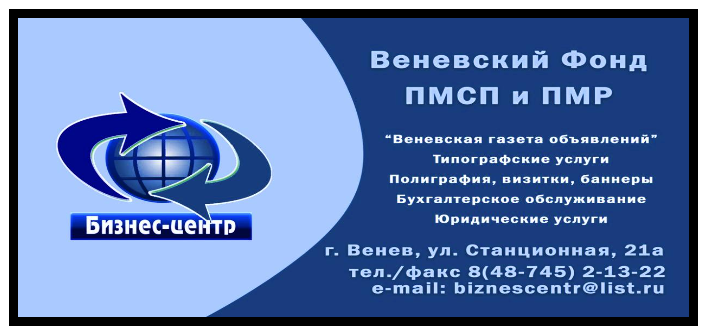 Веневский Фонд
ПМСП и ПМР
“Веневская газета объявлений”
Типографские услуги
Полиграфия, визитки, баннеры
Бухгалтерское обслуживание
Юридические услуги
Бизнес-центр
г. Венев, ул. Станционная, 21а
тел./факс 8(48-745) 2-13-22
e-mail: biznescentr@list.ru